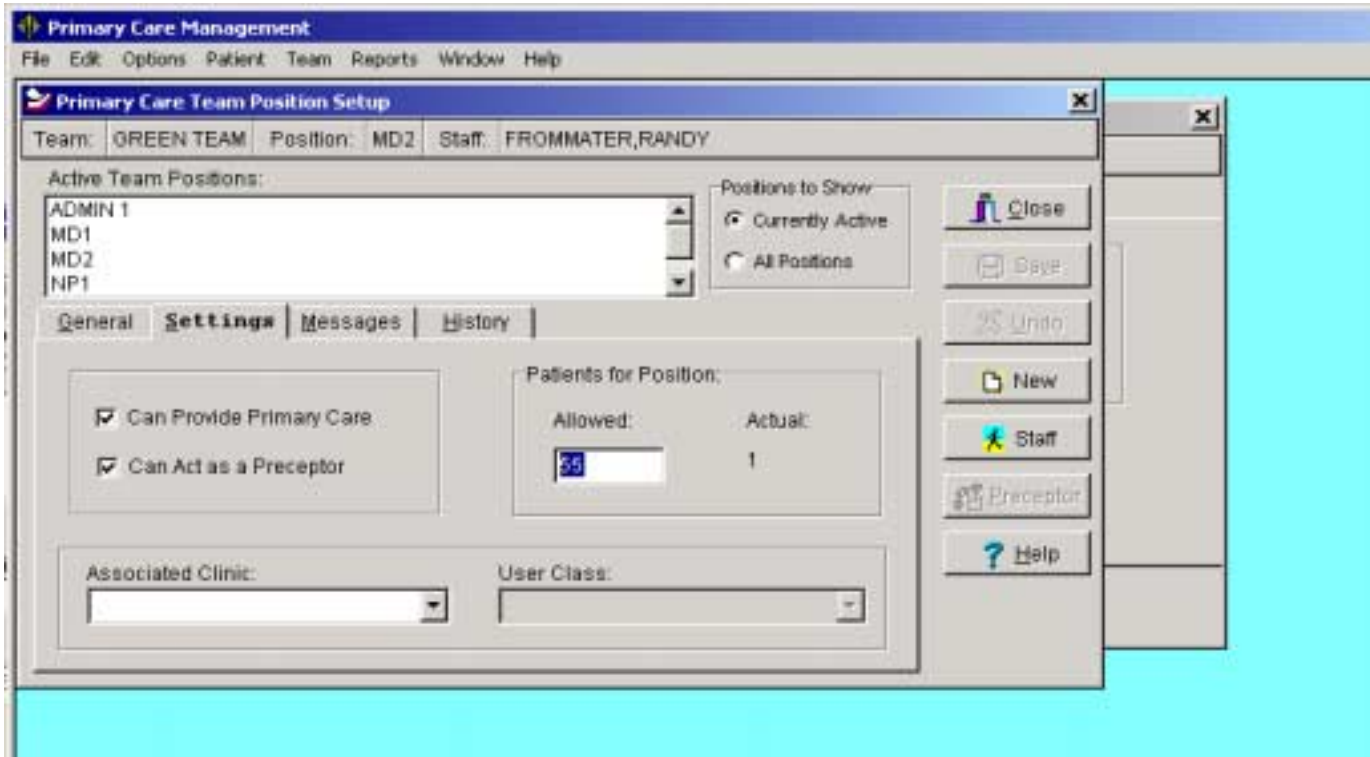 Primary Care Management
File Edit Options Patient Team Reports Window Help
Primary Care Team Position Setup
Team: GREEN TEAM Position: MD2 Staff: FROMMATER,RANDY
Active Team Positions:
ADMIN 1
MD1
MD2
NP1
Positions to Show
Currently Active
All Positions
Close
Save
Undo
New
Staff
Preceptor
Help
General Settings Messages History
Can Provide Primary Care
Can Act as a Preceptor
Patients for Position:
Allowed: Actual:
55 1
Associated Clinic: User Class: